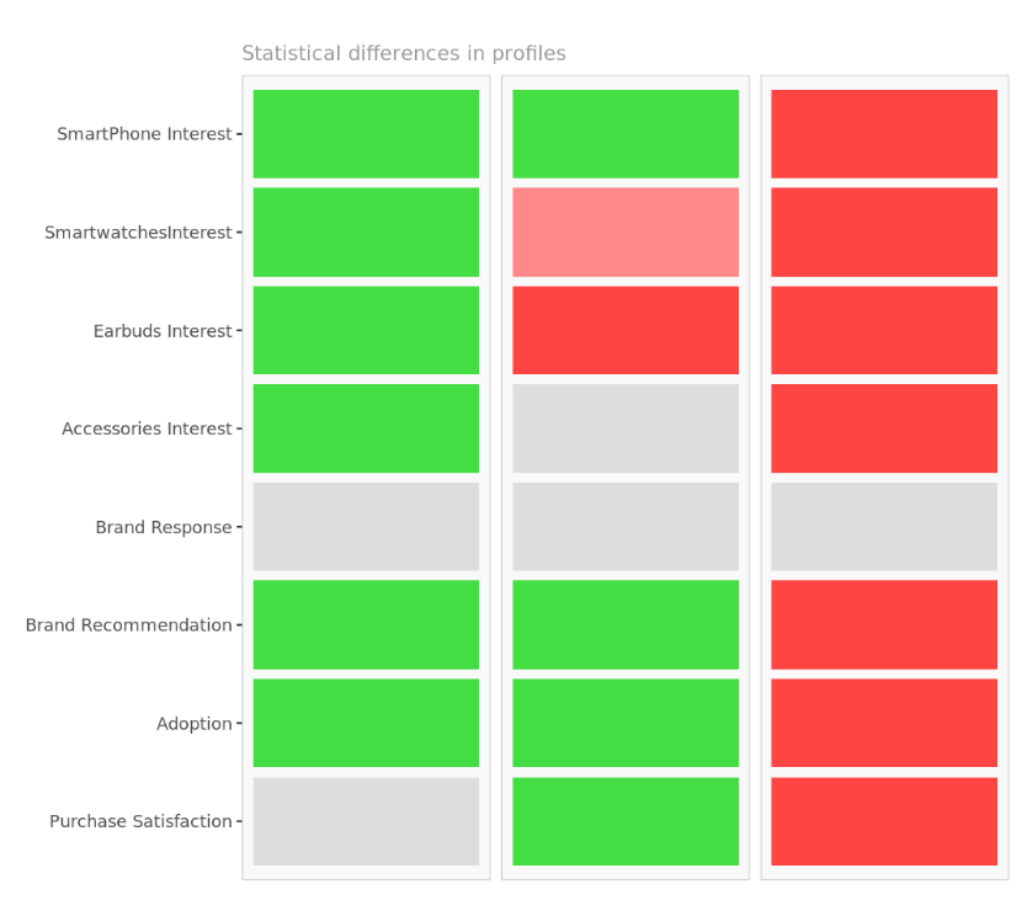 Statistical differences in profiles
SmartPhone Interest
SmartwatchesInterest
Earbuds Interest
Accessories Interest
Brand Response
Brand Recommendation
Adoption
Purchase Satisfaction